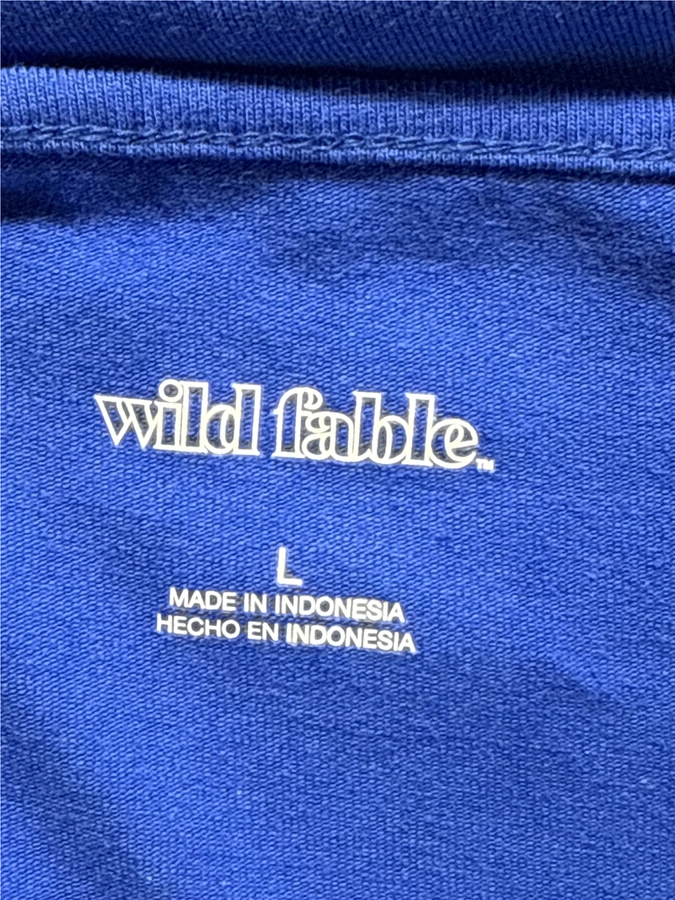 wild fable™
L
MADE IN INDONESIA
HECHO EN INDONESIA